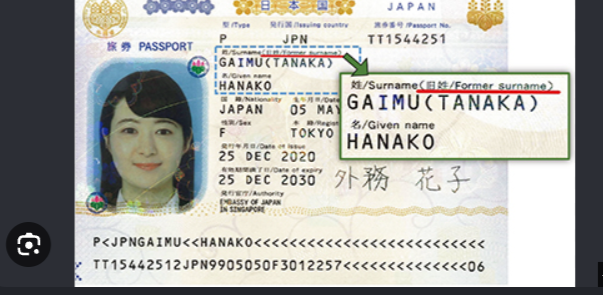 日本国
JAPAN
型/Type
発行国/Issuing country
旅券番号/Passport No.
旅券 PASSPORT
P
JPN
TT1544251
姓/Surname(旧姓/Former surname)
GAIMU(TANAKA)
名/Given name
HANAKO
国籍/Nationality
JAPAN
05 MAY
性別/Sex
F
TOKYO
発行年月日/Date of issue
25 DEC 2020
有効期間満了日/Date of expiry
25 DEC 2030
外務 花子
発行官庁/Authority
EMBASSY OF JAPAN
IN SINGAPORE
姓/Surname(旧姓/Former surname)
GAIMU(TANAKA)
名/Given name
HANAKO
P<JPNGAIMU<<HANAKO<<<<<<<<<<<<<<<<<<<<<<<<<<
TT15442512JPN9905050F3012257<<<<<<<<<<<<<<06